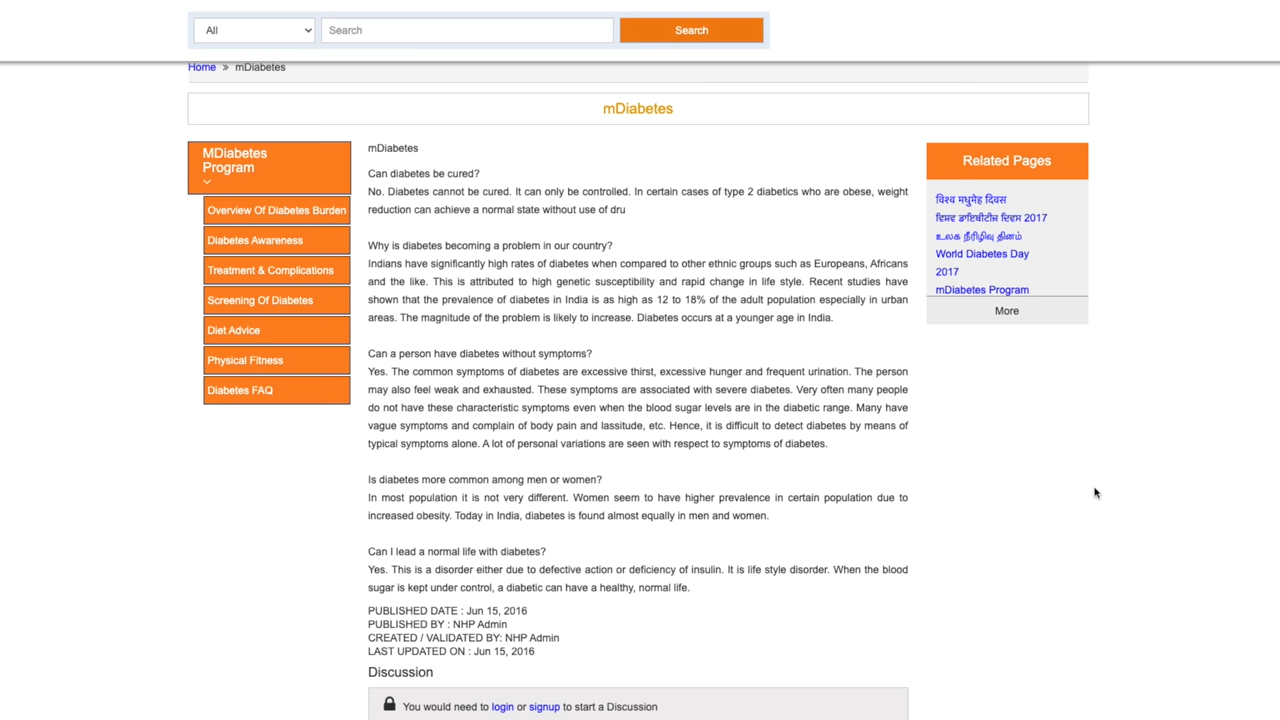 All
Search
Search
Home » mDiabetes
mDiabetes
MDiabetes
Program
Overview Of Diabetes Burden
Diabetes Awareness
Treatment & Complications
Screening Of Diabetes
Diet Advice
Physical Fitness
Diabetes FAQ
mDiabetes
Can diabetes be cured?
No. Diabetes cannot be cured. It can only be controlled. In certain cases of type 2 diabetics who are obese, weight
reduction can achieve a normal state without use of dru
Why is diabetes becoming a problem in our country?
Indians have significantly high rates of diabetes when compared to other ethnic groups such as Europeans, Africans
and the like. This is attributed to high genetic susceptibility and rapid change in life style. Recent studies have
shown that the prevalence of diabetes in India is as high as 12 to 18% of the adult population especially in urban
areas. The magnitude of the problem is likely to increase. Diabetes occurs at a younger age in India.
Can a person have diabetes without symptoms?
Yes. The common symptoms of diabetes are excessive thirst, excessive hunger and frequent urination. The person
may also feel weak and exhausted. These symptoms are associated with severe diabetes. Very often many people
do not have these characteristic symptoms even when the blood sugar levels are in the diabetic range. Many have
vague symptoms and complain of body pain and lassitude, etc. Hence, it is difficult to detect diabetes by means of
typical symptoms alone. A lot of personal variations are seen with respect to symptoms of diabetes.
Is diabetes more common among men or women?
In most population it is not very different. Women seem to have higher prevalence in certain population due to
increased obesity. Today in India, diabetes is found almost equally in men and women.
Can I lead a normal life with diabetes?
Yes. This is a disorder either due to defective action or deficiency of insulin. It is life style disorder. When the blood
sugar is kept under control, a diabetic can have a healthy, normal life.
PUBLISHED DATE : Jun 15, 2016
PUBLISHED BY : NHP Admin
CREATED / VALIDATED BY: NHP Admin
LAST UPDATED ON : Jun 15, 2016
Discussion
You would need to login or signup to start a Discussion
Related Pages
विश्व मधुमेह दिवस
ਵਿਸ਼ਵ ਡਾਇਬੀਟੀਜ਼ ਦਿਵਸ 2017
உலக நீரிழிவு தினம்
World Diabetes Day
2017
mDiabetes Program
More